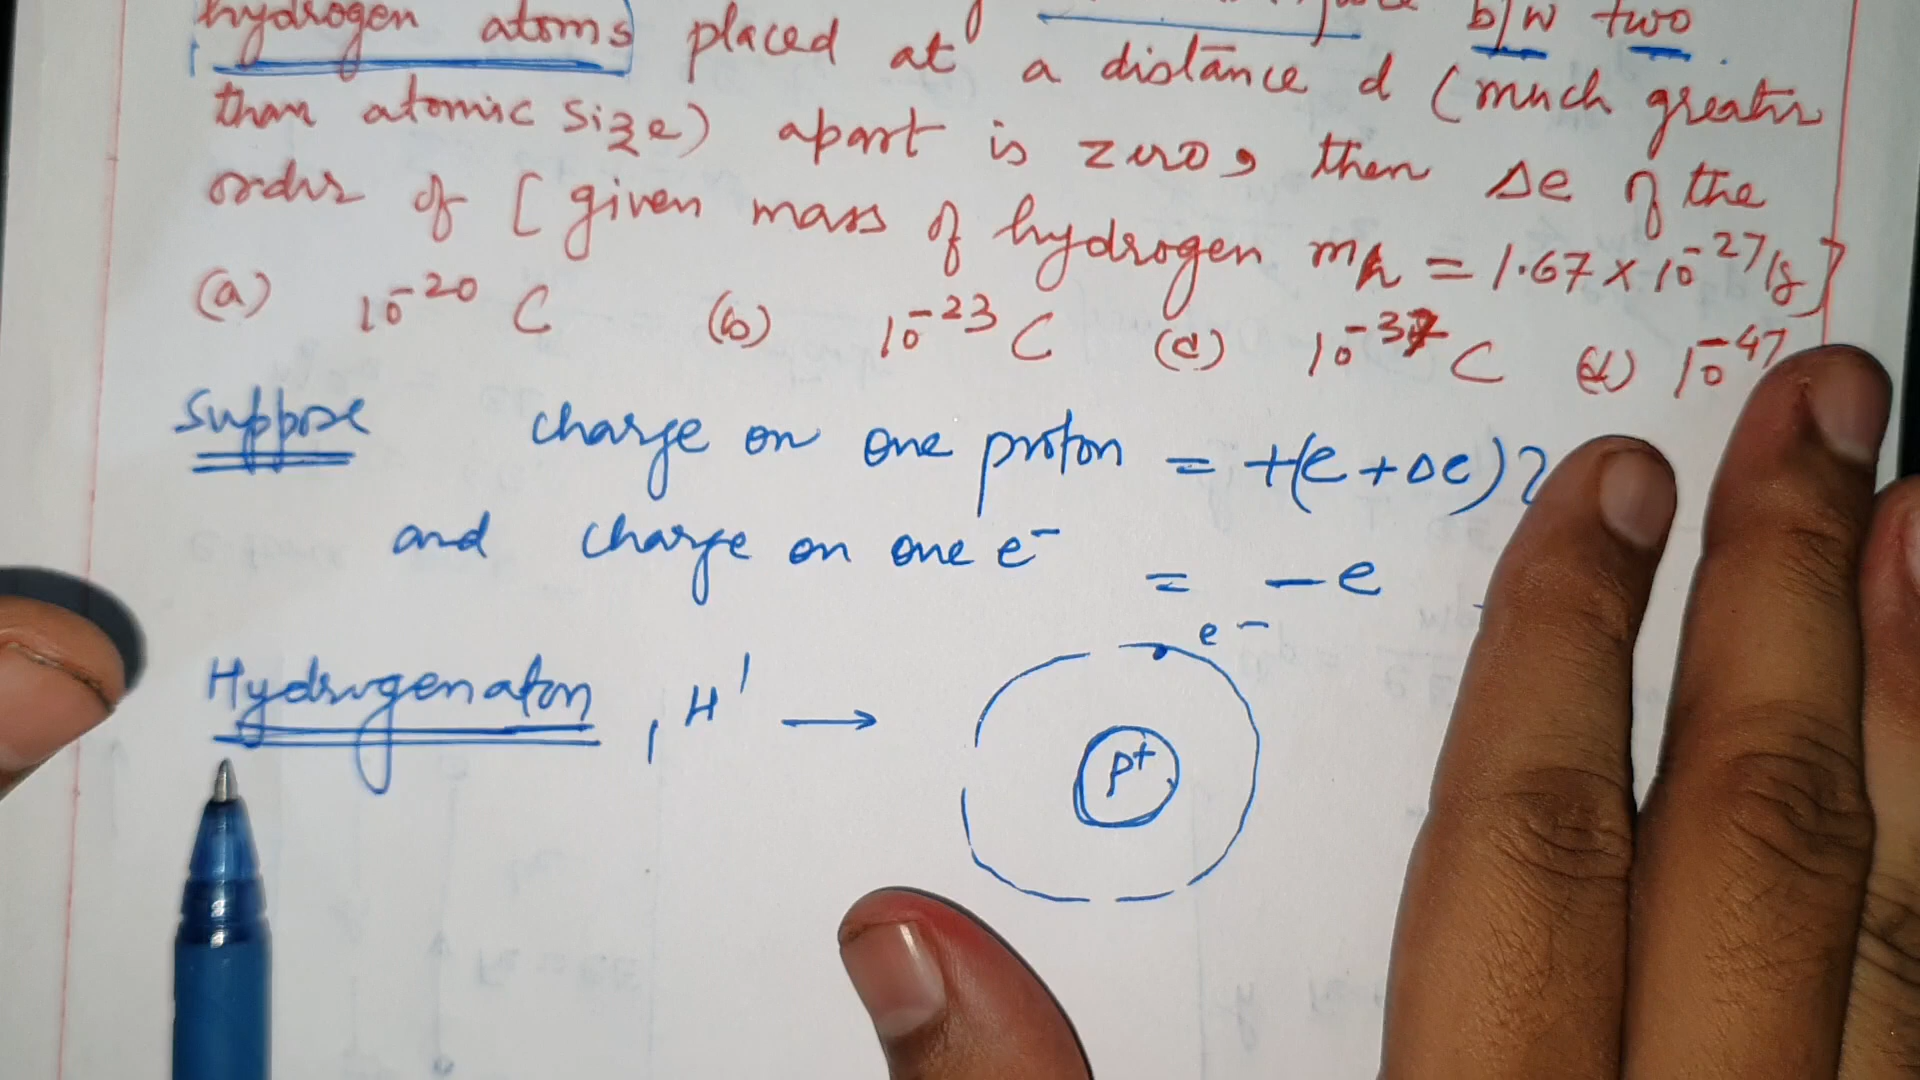 hydrogen atoms placed at a distance d (much greater
b/w two
than atomic size) apart is zero, then Δe of the
order of [given mass of hydrogen mh = 1.67 × 10-27 kg]
(a) 10-20 C (b) 10-23 C (c) 10-37 C (d) 10-47
Suppose charge on one proton = +(e+Δe)
and charge on one e- = -e
e-
Hydrogen atom, 1H1 →
P+